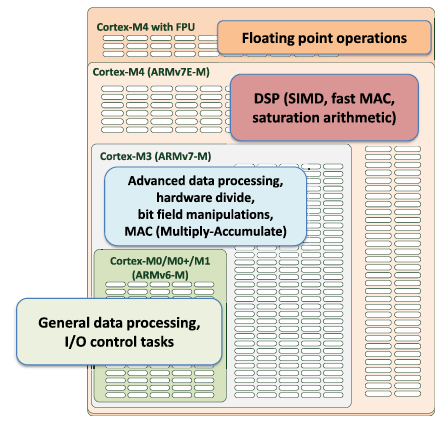 Cortex-M4 with FPU
Floating point operations
Cortex-M4 (ARMv7E-M)
DSP (SIMD, fast MAC,
saturation arithmetic)
Cortex-M3 (ARMv7-M)
Advanced data processing,
hardware divide,
bit field manipulations,
MAC (Multiply-Accumulate)
Cortex-M0/M0+/M1
(ARMv6-M)
General data processing,
I/O control tasks